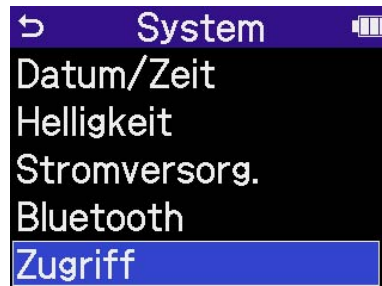 System
Datum/Zeit
Helligkeit
Stromversorg.
Bluetooth
Zugriff